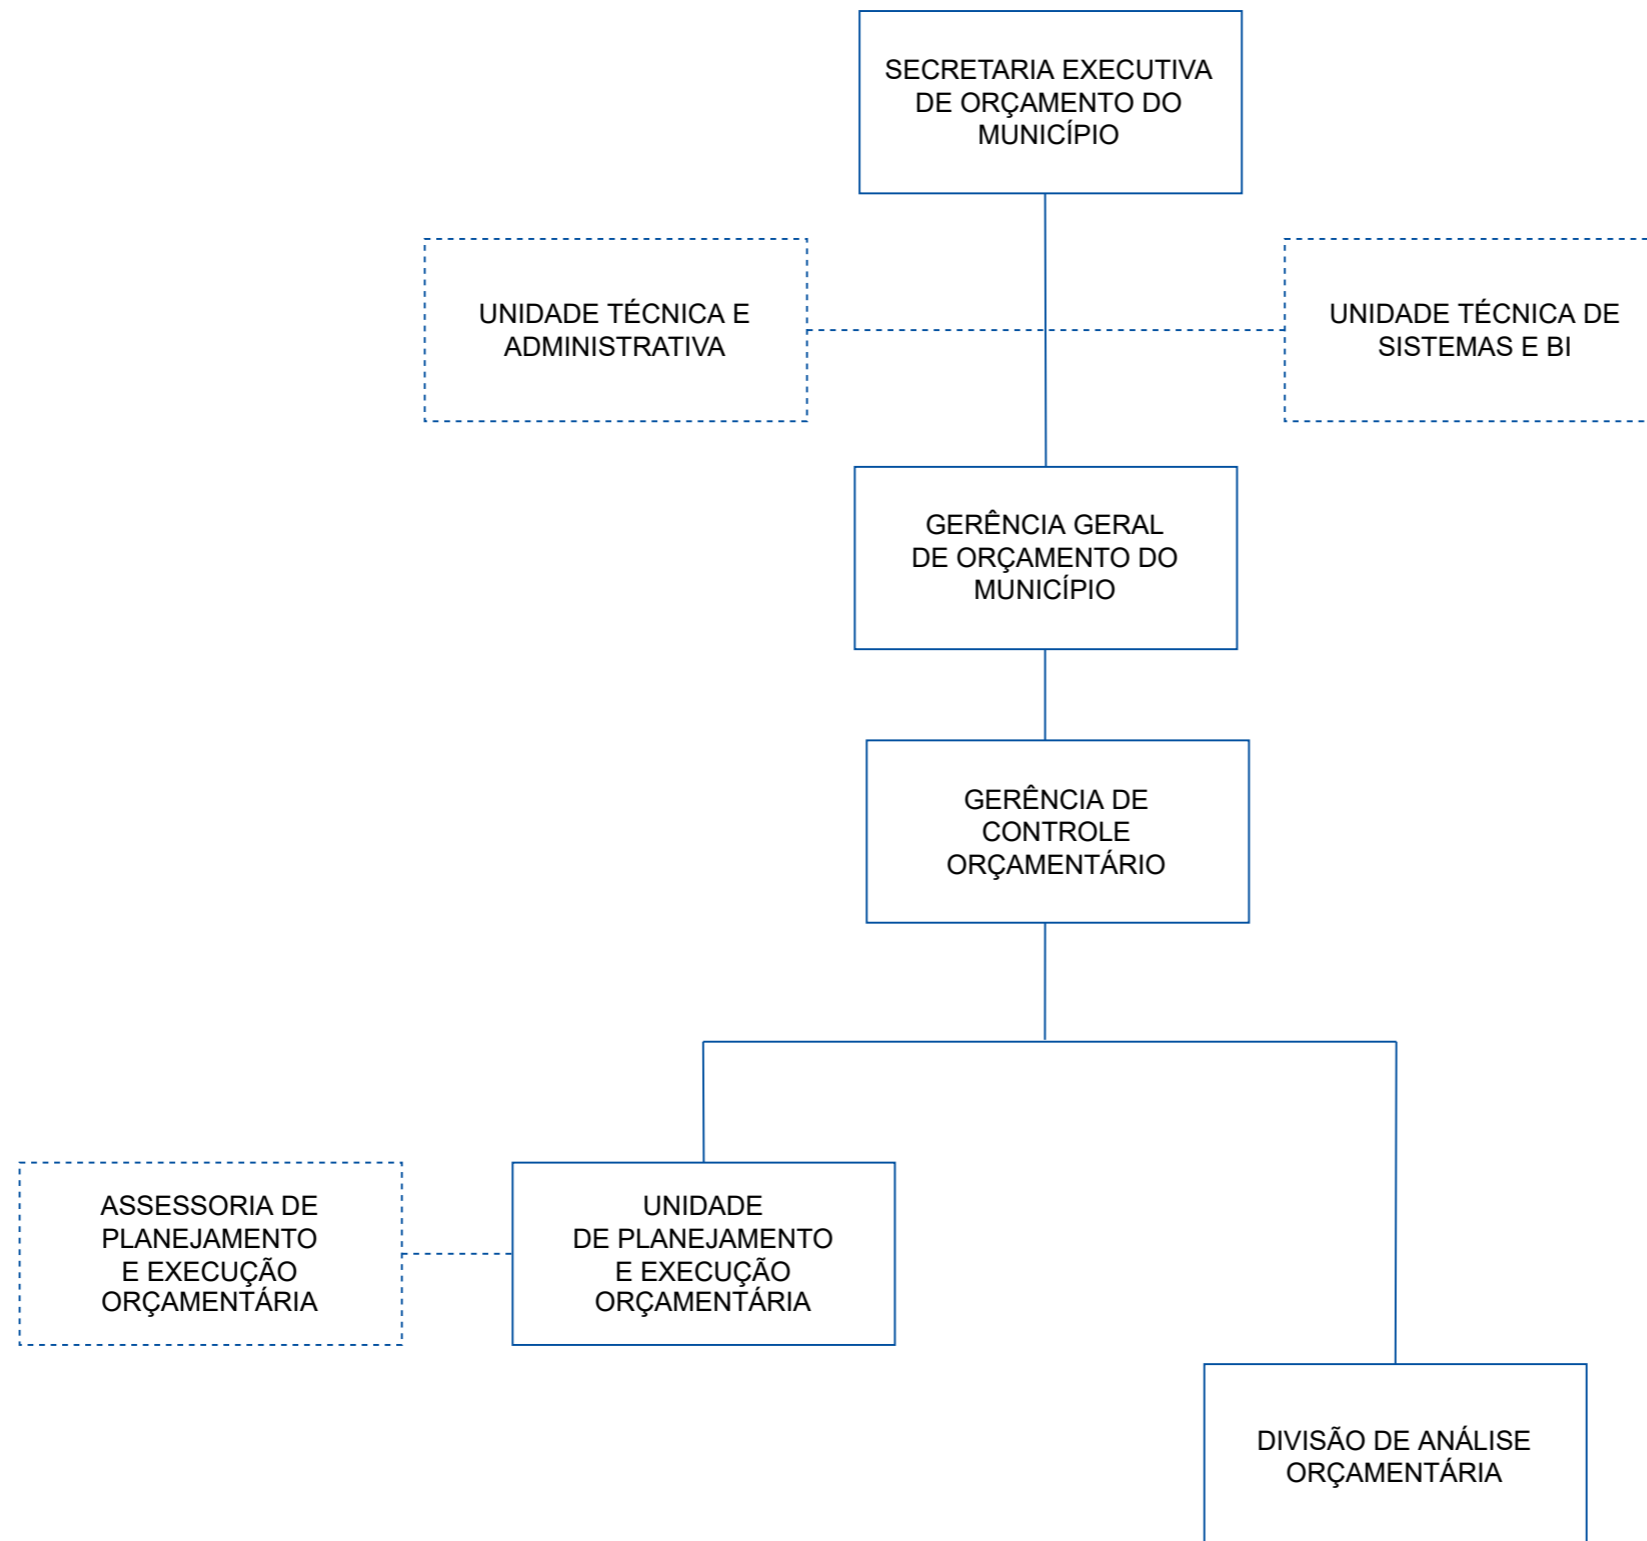 SECRETARIA EXECUTIVA
DE ORÇAMENTO DO
MUNICÍPIO
UNIDADE TÉCNICA E
ADMINISTRATIVA
UNIDADE TÉCNICA DE
SISTEMAS E BI
GERÊNCIA GERAL
DE ORÇAMENTO DO
MUNICÍPIO
GERÊNCIA DE
CONTROLE
ORÇAMENTÁRIO
ASSESSORIA DE
PLANEJAMENTO
E EXECUÇÃO
ORÇAMENTÁRIA
UNIDADE
DE PLANEJAMENTO
E EXECUÇÃO
ORÇAMENTÁRIA
DIVISÃO DE ANÁLISE
ORÇAMENTÁRIA